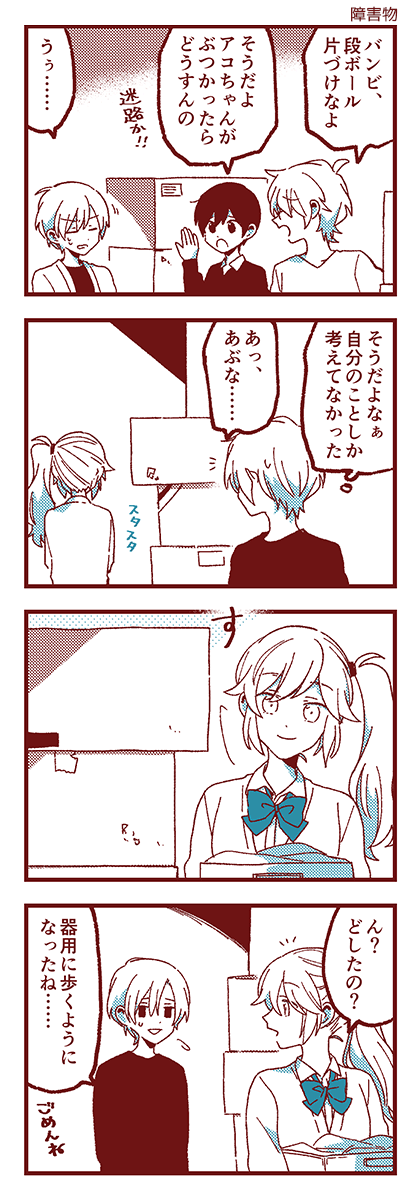 障害物
バンビ、
段ボール
片づけなよ
そうだよ
アコちゃんが
ぶつかったら
どうすんの
迷路か!!
うぅ……
そうだよなぁ
自分のことしか
考えてなかった
あっ、
あぶな……
スタスタ
す
ん?
どしたの?
器用に歩くように
なったね……
ごめんね